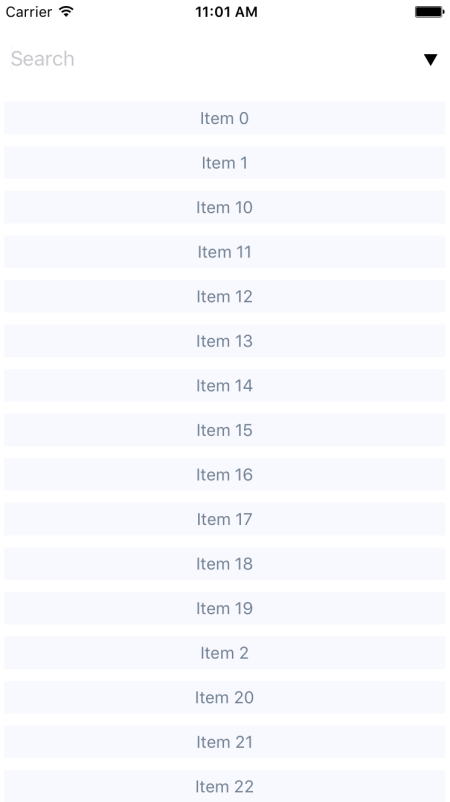 Carrier 11:01 AM
Search ▼
Item 0
Item 1
Item 10
Item 11
Item 12
Item 13
Item 14
Item 15
Item 16
Item 17
Item 18
Item 19
Item 2
Item 20
Item 21
Item 22